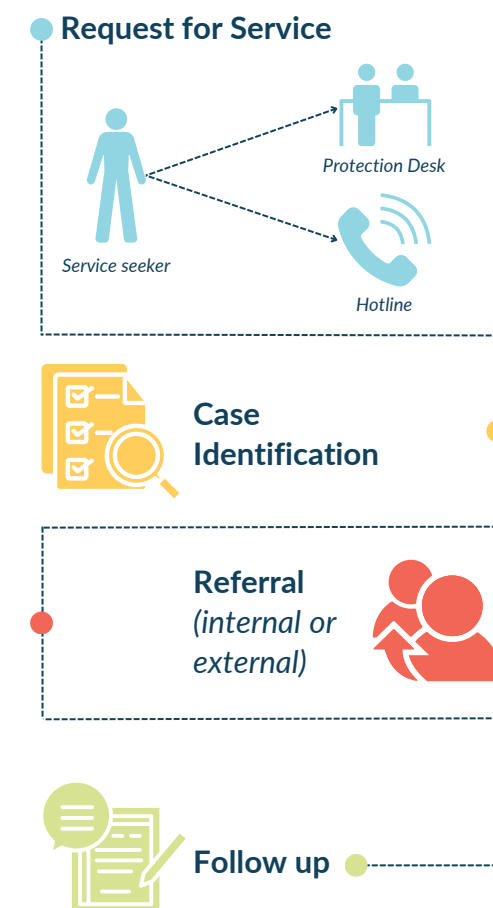 Request for Service
Protection Desk
Service seeker
Hotline
Case
Identification
Referral
(internal or
external)
Follow up